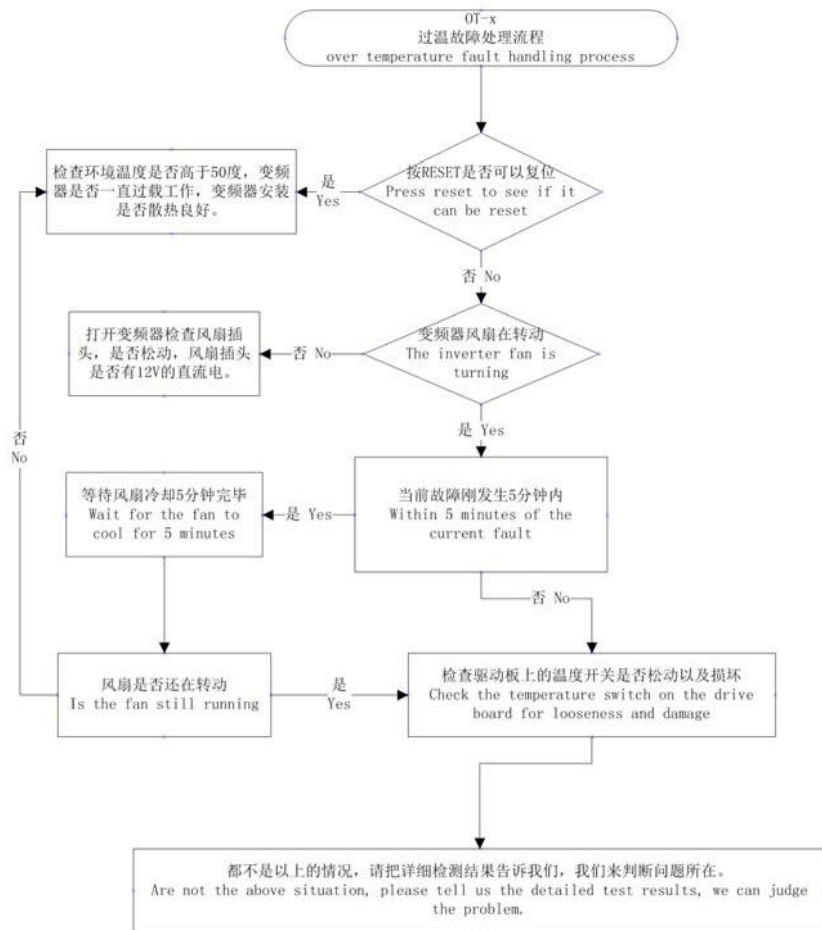 OT-x
过温故障处理流程
over temperature fault handling process
检查环境温度是否高于50度，变频
器是否一直过载工作，变频器安装
是否散热良好。
是
Yes
按RESET是否可以复位
Press reset to see if it
can be reset
否 No
打开变频器检查风扇插
头，是否松动，风扇插头
是否有12V的直流电。
否 No
变频器风扇在转动
The inverter fan is
turning
是 Yes
否
No
等待风扇冷却5分钟完毕
Wait for the fan to
cool for 5 minutes
是 Yes
当前故障刚发生5分钟内
Within 5 minutes of the
current fault
否 No
风扇是否还在转动
Is the fan still running
是
Yes
检查驱动板上的温度开关是否松动以及损坏
Check the temperature switch on the drive
board for looseness and damage
都不是以上的情况，请把详细检测结果告诉我们，我们来判断问题所在。
Are not the above situation, please tell us the detailed test results, we can judge
the problem.